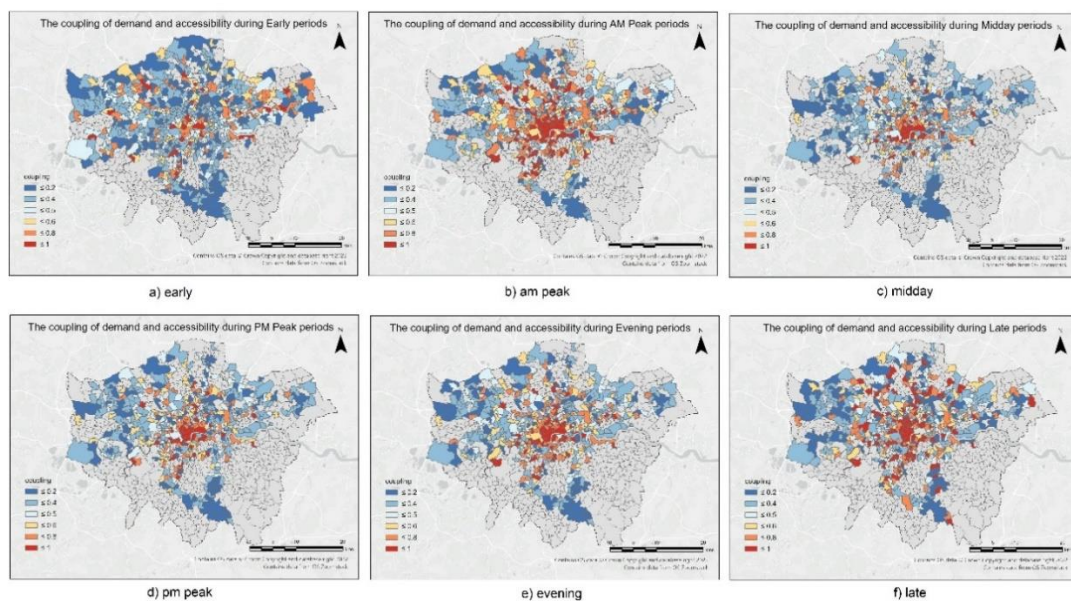 The coupling of demand and accessibility during Early periods
N
coupling
≤ 0.2
≤ 0.4
≤ 0.5
≤ 0.6
≤ 0.8
≤ 1
a) early
The coupling of demand and accessibility during AM Peak periods
N
coupling
≤ 0.2
≤ 0.4
≤ 0.5
≤ 0.6
≤ 0.8
≤ 1
b) am peak
The coupling of demand and accessibility during Midday periods
N
coupling
≤ 0.2
≤ 0.4
≤ 0.5
≤ 0.6
≤ 0.8
≤ 1
c) midday
The coupling of demand and accessibility during PM Peak periods
N
coupling
≤ 0.2
≤ 0.4
≤ 0.5
≤ 0.6
≤ 0.8
≤ 1
d) pm peak
The coupling of demand and accessibility during Evening periods
N
coupling
≤ 0.2
≤ 0.4
≤ 0.5
≤ 0.6
≤ 0.8
≤ 1
e) evening
The coupling of demand and accessibility during Late periods
N
coupling
≤ 0.2
≤ 0.4
≤ 0.5
≤ 0.6
≤ 0.8
≤ 1
f) late